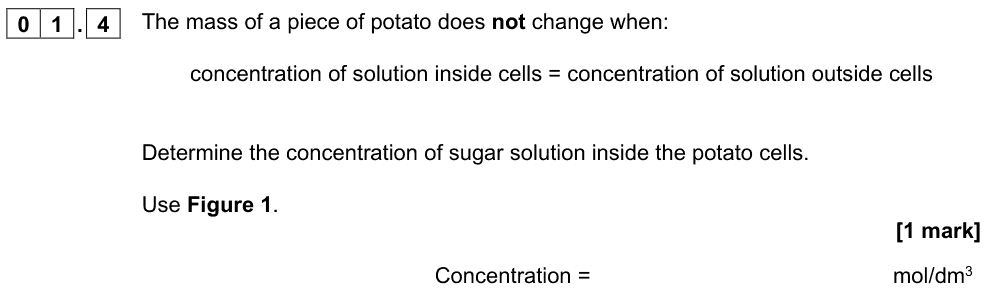 0 1 . 4 The mass of a piece of potato does not change when:
concentration of solution inside cells = concentration of solution outside cells
Determine the concentration of sugar solution inside the potato cells.
Use Figure 1.
[1 mark]
Concentration = mol/dm³